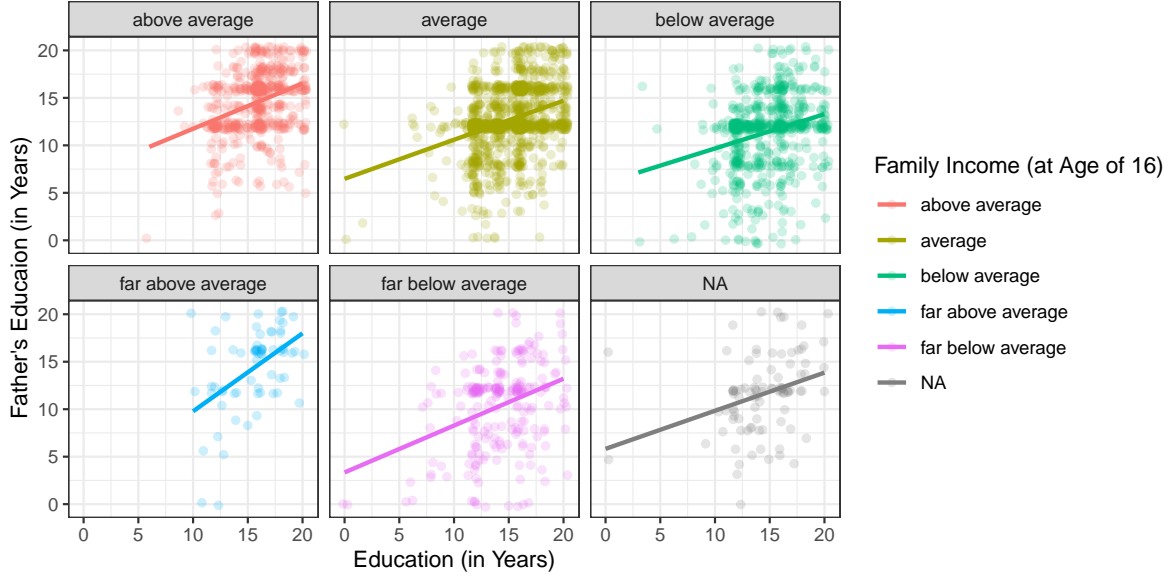 above average
average
below average
20
15
10
5
0
far above average
far below average
NA
20
15
10
5
0
0 5 10 15 20
0 5 10 15 20
0 5 10 15 20
Father's Educaion (in Years)
Education (in Years)
Family Income (at Age of 16)
above average
average
below average
far above average
far below average
NA